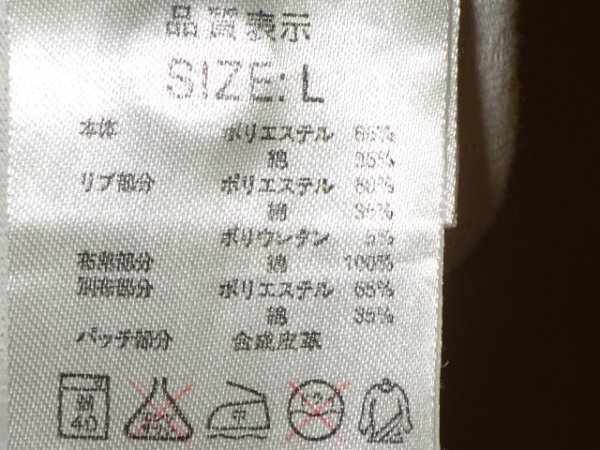 品質表示
SIZE: L
本体 ポリエステル 65%
綿 35%
リブ部分 ポリエステル 60%
綿 35%
ポリウレタン 5%
布帛部分 綿 100%
別布部分 ポリエステル 65%
綿 35%
パッチ部分 合成皮革
40 中